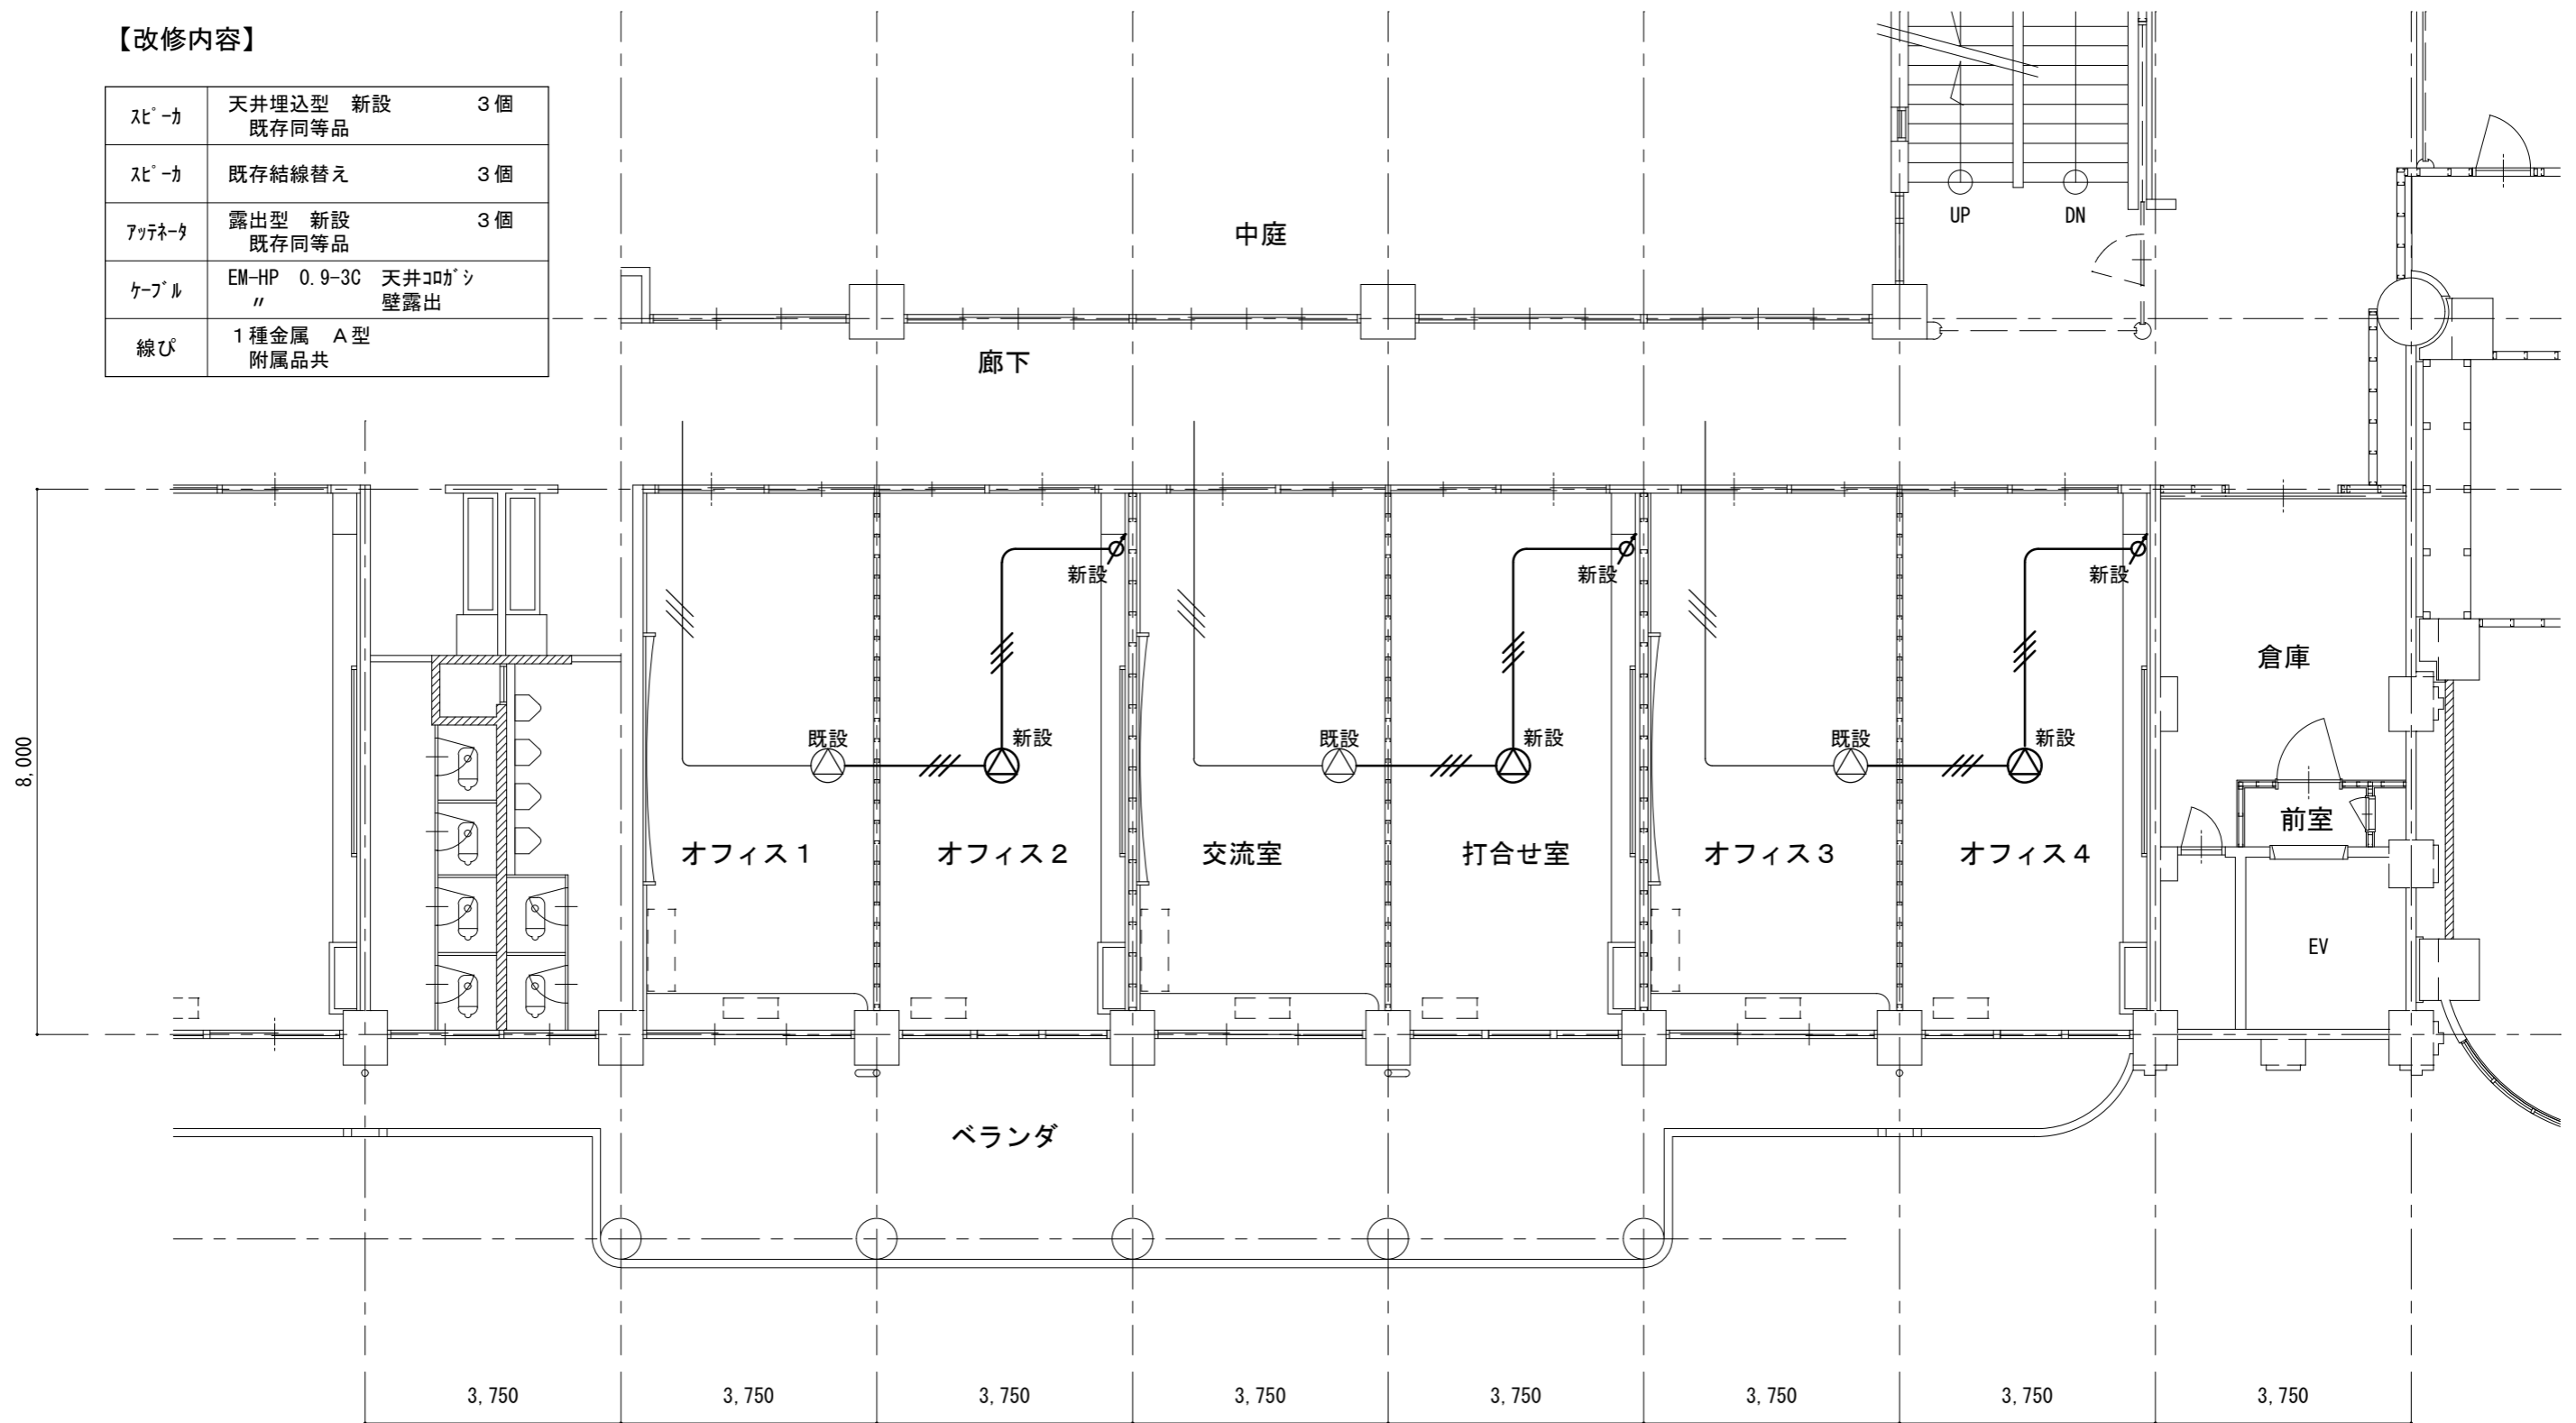 【改修内容】
ｽﾋﾟｰｶ 天井埋込型 新設 3個
既存同等品
ｽﾋﾟｰｶ 既存結線替え 3個
ｱｯﾃﾈｰﾀ 露出型 新設 3個
既存同等品
ｹｰﾌﾞﾙ EM-HP 0.9-3C 天井ｺﾛｶﾞｼ
〃 壁露出
線ぴ 1種金属 A型
附属品共
中庭
UP DN
廊下
新設 新設 新設
倉庫
既設 新設 既設 新設 既設 新設
8,000
前室
オフィス1 オフィス2 交流室 打合せ室 オフィス3 オフィス4
EV
ベランダ
3,750 3,750 3,750 3,750 3,750 3,750 3,750 3,750